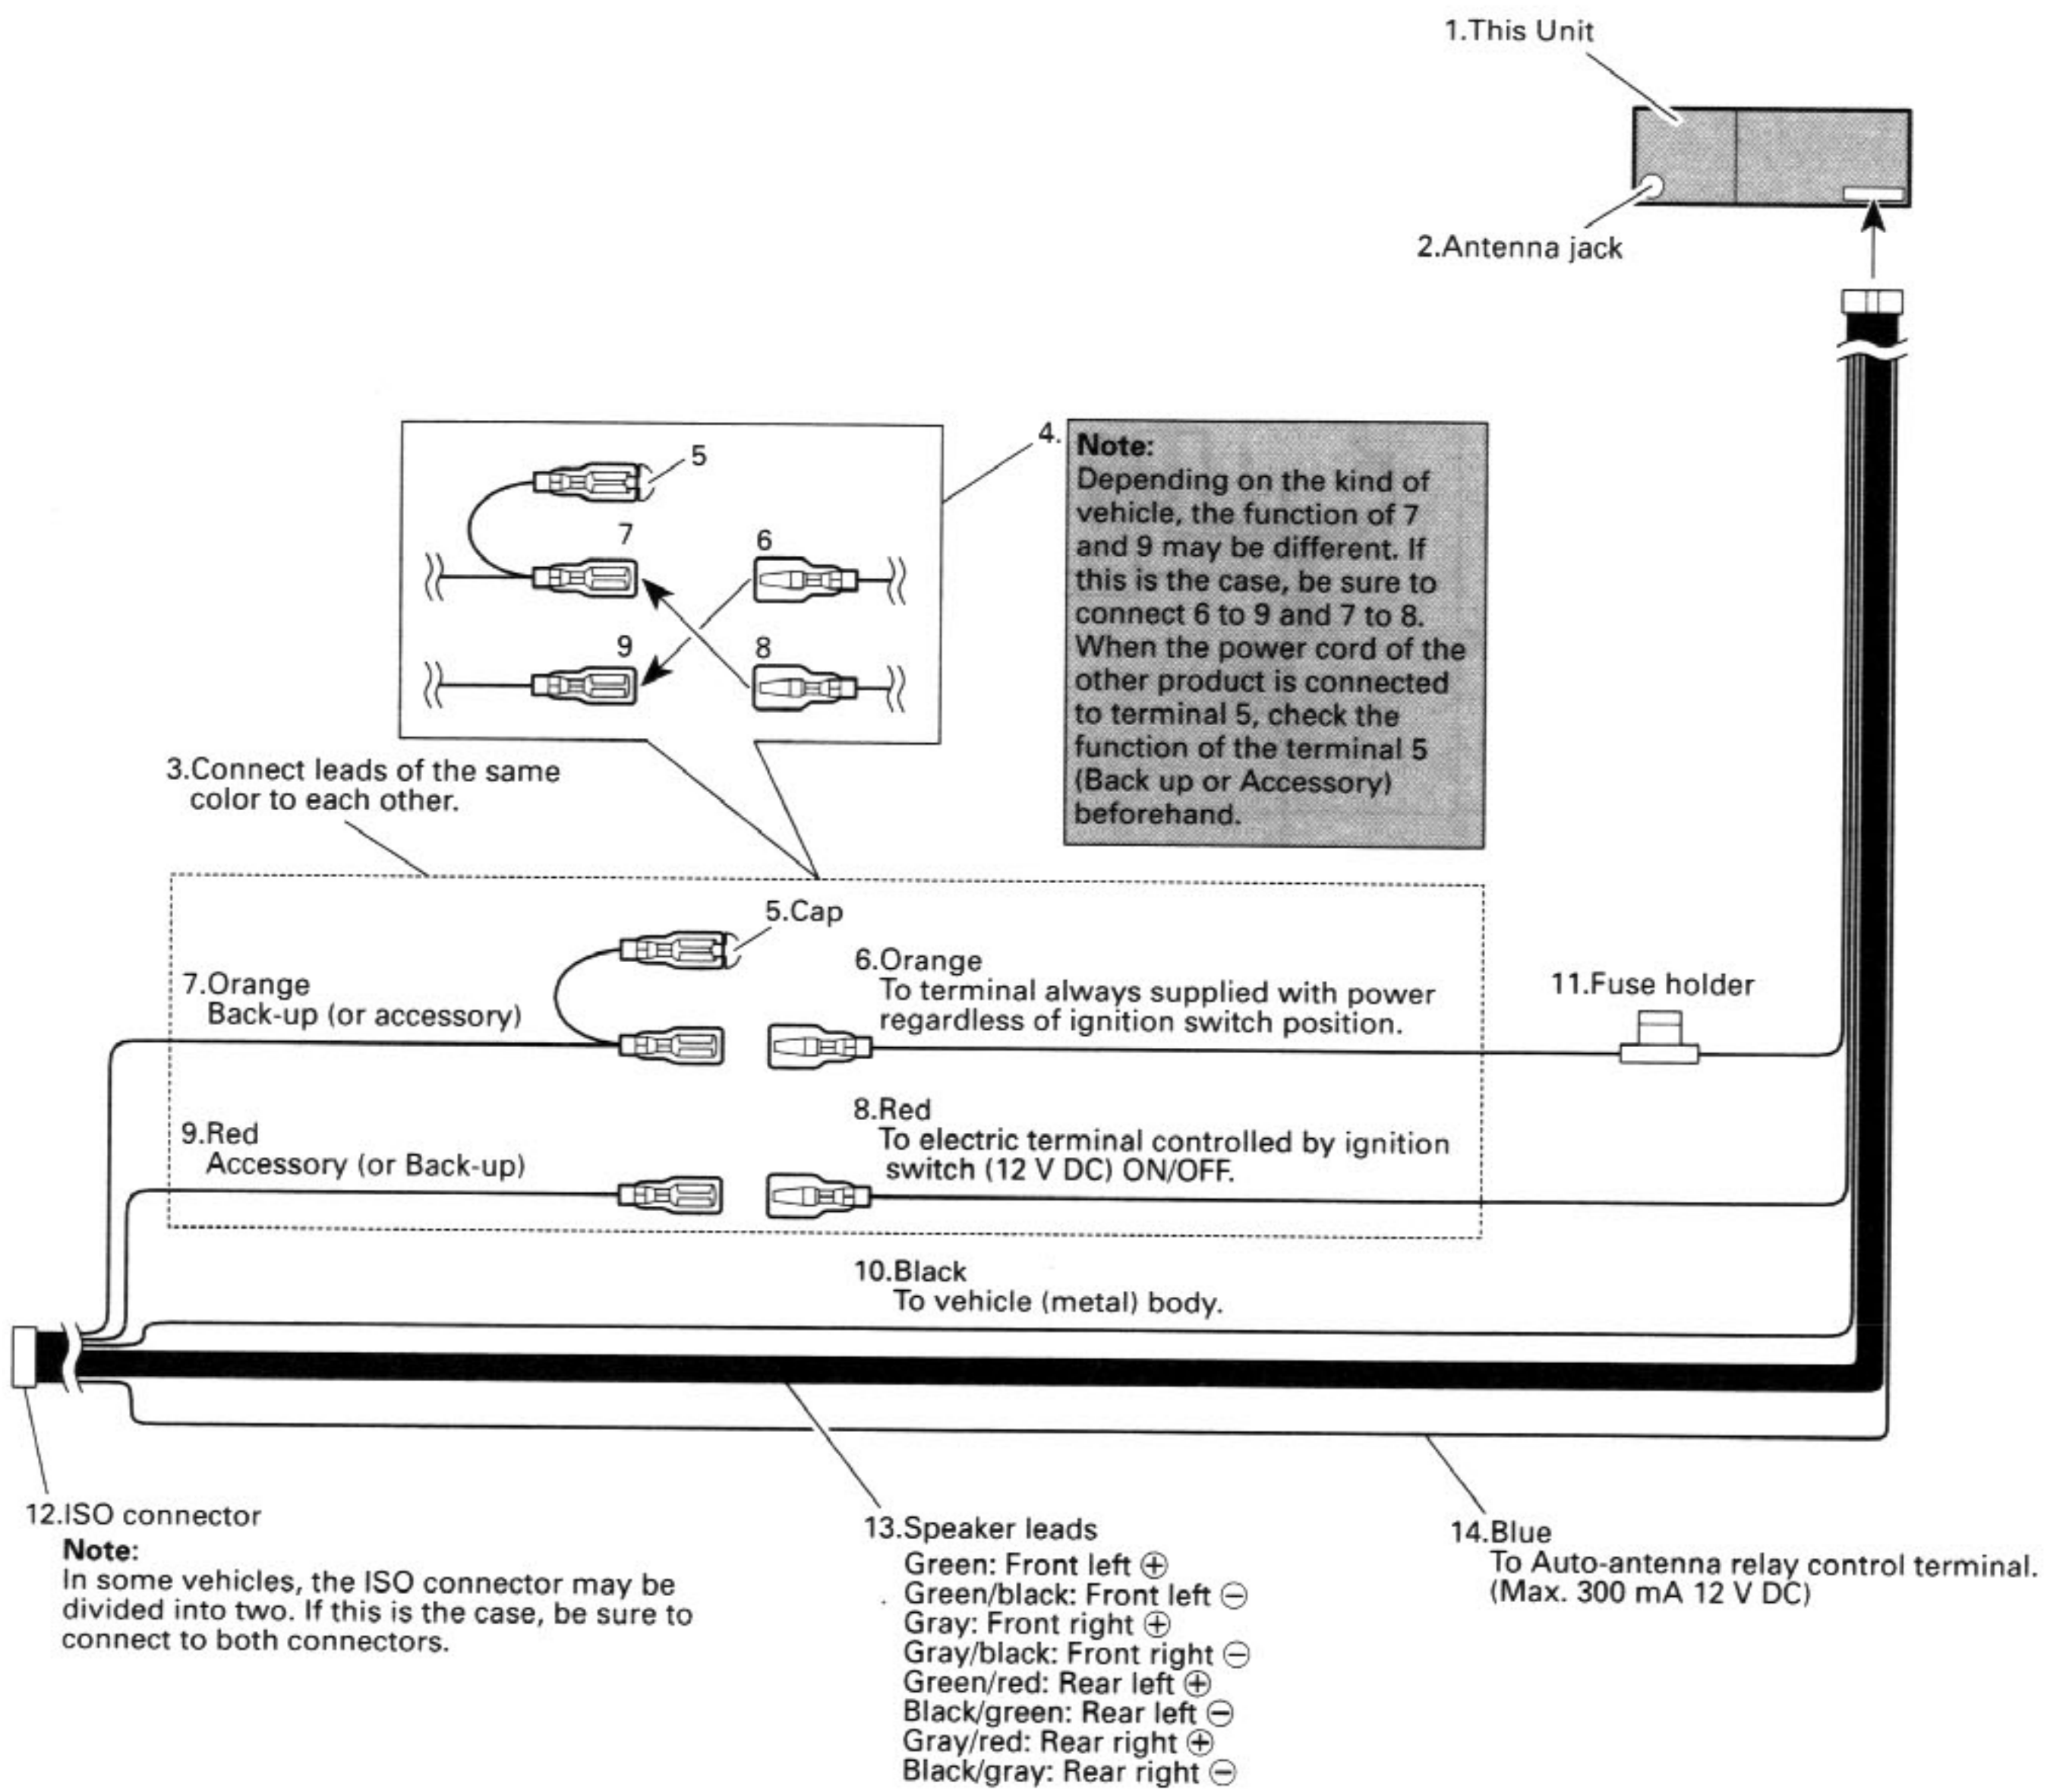 1.This Unit
2.Antenna jack
4.
Note:
Depending on the kind of
vehicle, the function of 7
and 9 may be different. If
this is the case, be sure to
connect 6 to 9 and 7 to 8.
When the power cord of the
other product is connected
to terminal 5, check the
function of the terminal 5
(Back up or Accessory)
beforehand.
5
7
6
9
8
3.Connect leads of the same
color to each other.
5.Cap
7.Orange
Back-up (or accessory)
6.Orange
To terminal always supplied with power
regardless of ignition switch position.
11.Fuse holder
9.Red
Accessory (or Back-up)
8.Red
To electric terminal controlled by ignition
switch (12 V DC) ON/OFF.
10.Black
To vehicle (metal) body.
12.ISO connector
Note:
In some vehicles, the ISO connector may be
divided into two. If this is the case, be sure to
connect to both connectors.
13.Speaker leads
Green: Front left ⊕
Green/black: Front left ⊖
Gray: Front right ⊕
Gray/black: Front right ⊖
Green/red: Rear left ⊕
Black/green: Rear left ⊖
Gray/red: Rear right ⊕
Black/gray: Rear right ⊖
14.Blue
To Auto-antenna relay control terminal.
(Max. 300 mA 12 V DC)